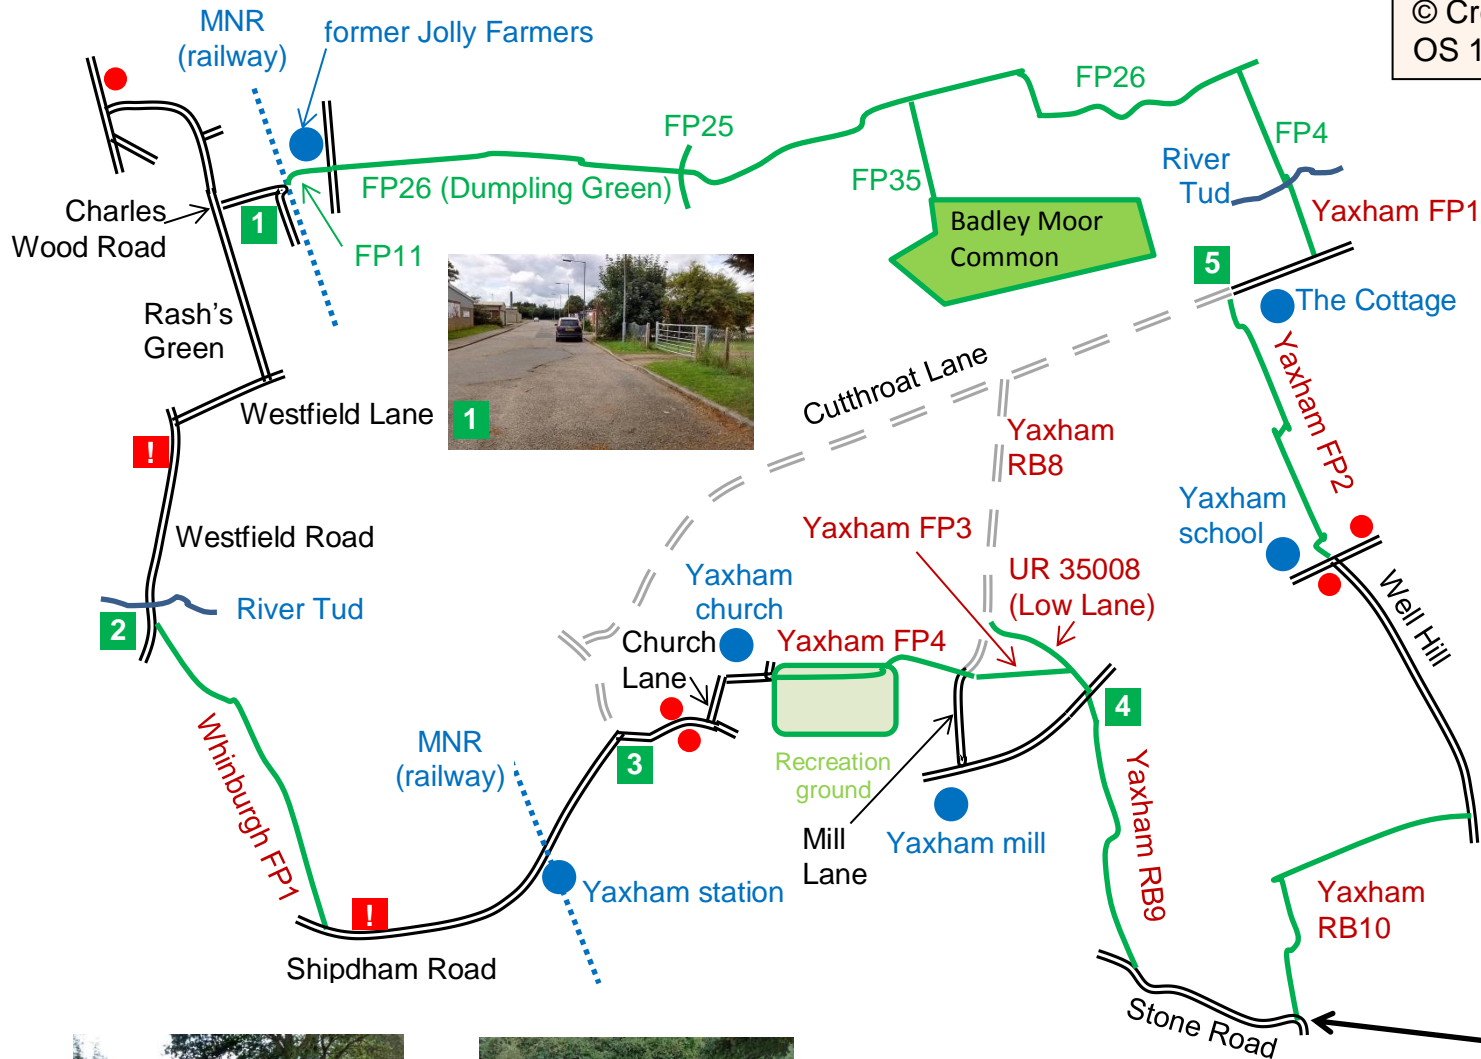 © Cr
OS 1
MNR
(railway)
former Jolly Farmers
FP26
FP25
FP4
River
Tud
FP35
FP26 (Dumpling Green)
Yaxham FP1
Charles
Wood Road
1
FP11
Badley Moor
Common
5
The Cottage
Rash's
Green
Cutthroat Lane
Yaxham FP2
Westfield Lane
1
!
Yaxham
RB8
Yaxham
school
Westfield Road
Yaxham FP3
UR 35008
(Low Lane)
Yaxham
church
River Tud
2
Church
Lane
Yaxham FP4
Well Hill
4
Whinburgh FP1
MNR
(railway)
3
Recreation
ground
Mill
Lane
Yaxham mill
Yaxham RB9
Yaxham station
Yaxham
RB10
!
Shipdham Road
Stone Road